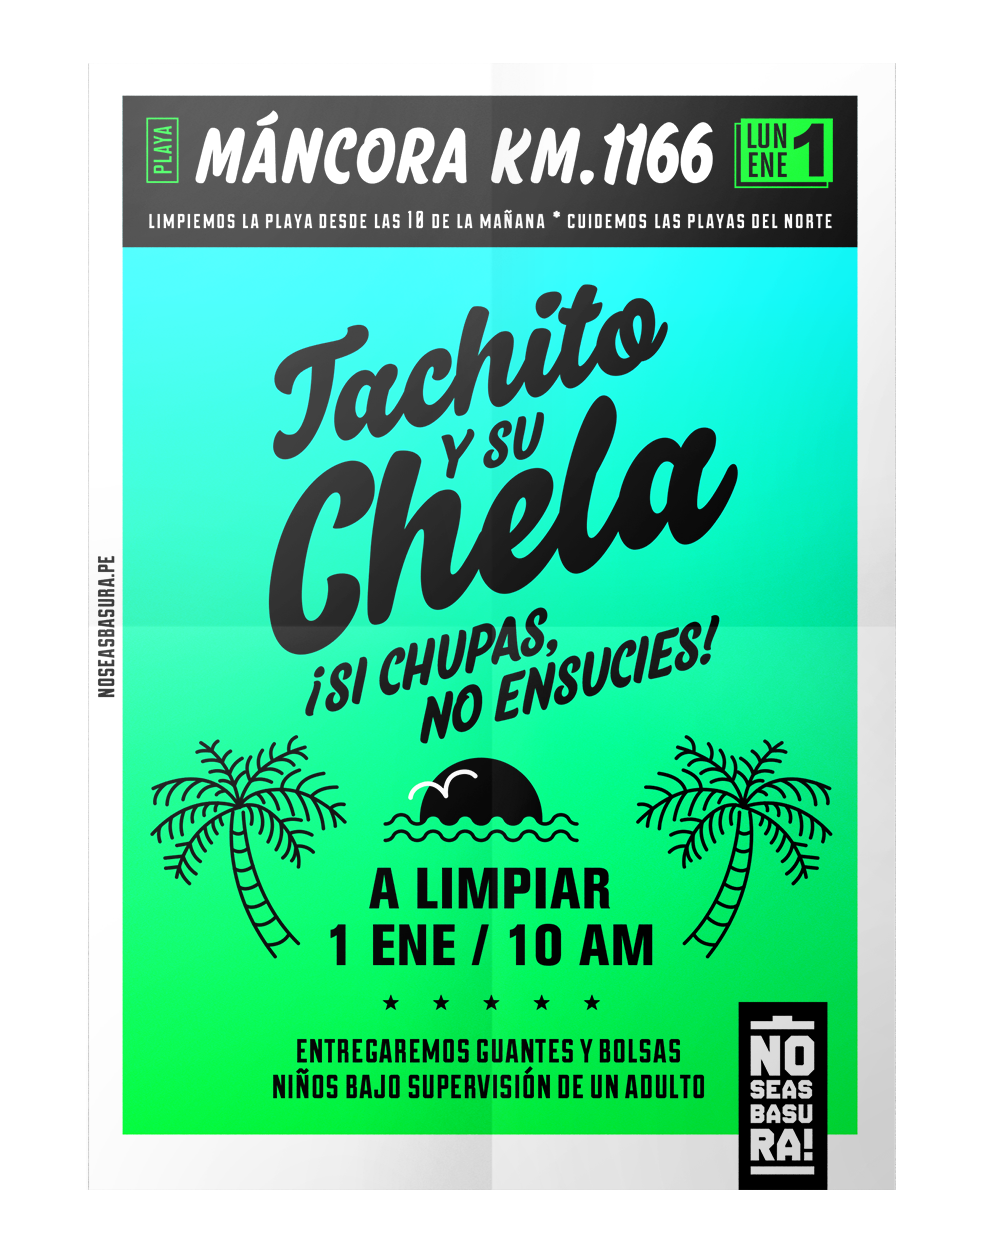 PLAYA
MÁNCORA KM.1166
LUN
ENE
1
LIMPIEMOS LA PLAYA DESDE LAS 10 DE LA MAÑANA * CUIDEMOS LAS PLAYAS DEL NORTE
Tachito
Y SU
Chela
¡SI CHUPAS,
NO ENSUCIES!
NOSEASBASURA.PE
A LIMPIAR
1 ENE / 10 AM
ENTREGAREMOS GUANTES Y BOLSAS
NIÑOS BAJO SUPERVISIÓN DE UN ADULTO
NO
SEAS
BASU
RA!